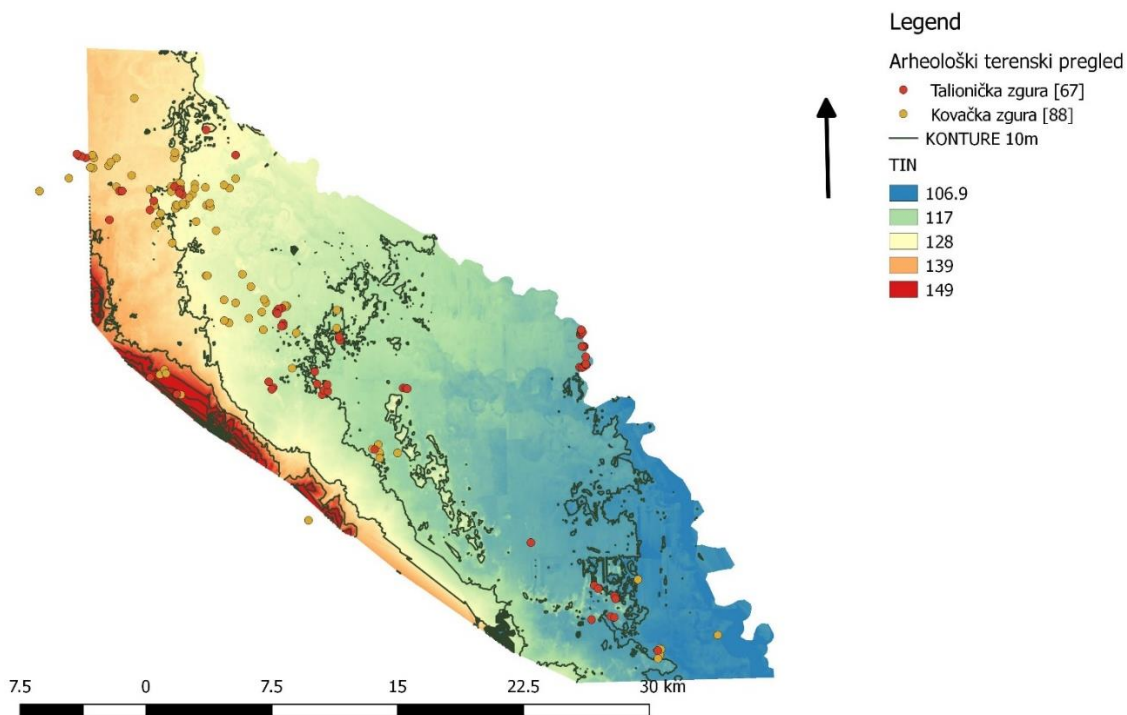 Legend
Arheološki terenski pregled
Talionička zgura [67]
Kovačka zgura [88]
KONTURE 10m
TIN
106.9
117
128
139
149
7.5 0 7.5 15 22.5 30 km